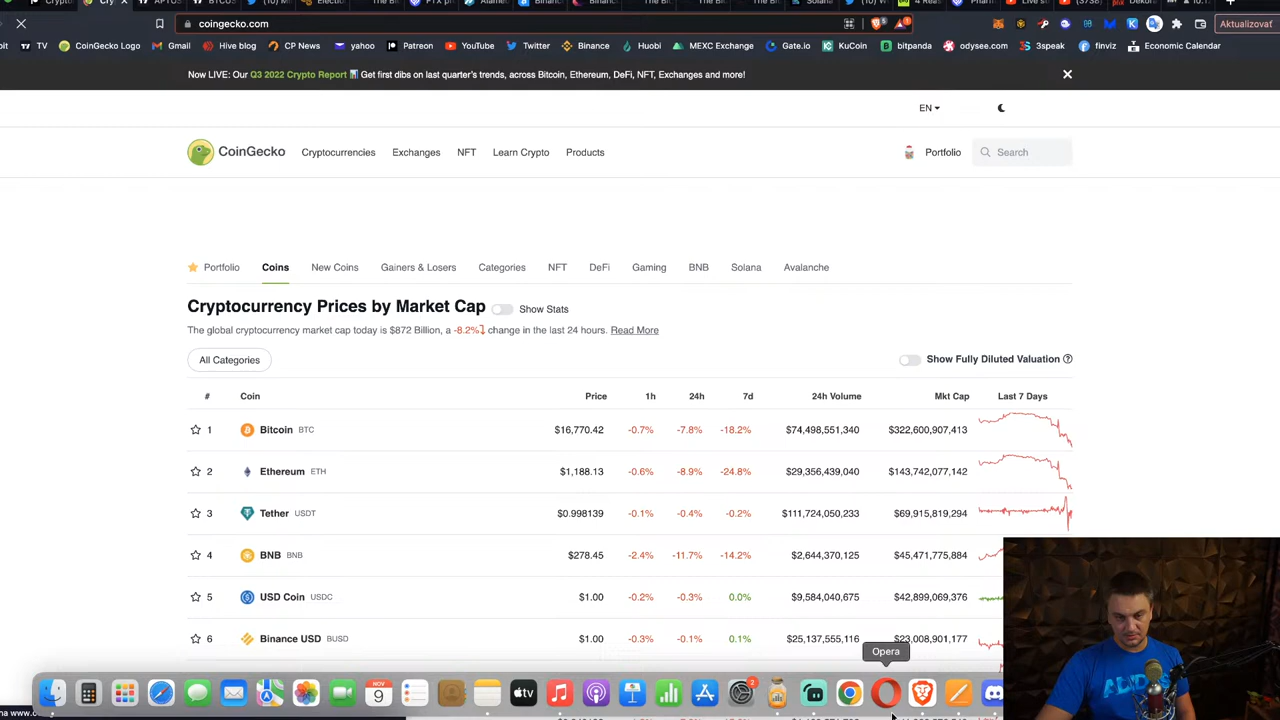 coingecko.com
Aktualizovať
TV CoinGecko Logo Gmail Hive blog CP News yahoo Patreon YouTube Twitter Binance Huobi MEXC Exchange Gate.io KuCoin bitpanda odysee.com 3speak finviz Economic Calendar
Now LIVE: Our Q3 2022 Crypto Report Get first dibs on last quarter's trends, across Bitcoin, Ethereum, DeFi, NFT, Exchanges and more!
EN
CoinGecko Cryptocurrencies Exchanges NFT Learn Crypto Products Portfolio Search
Portfolio Coins New Coins Gainers & Losers Categories NFT DeFi Gaming BNB Solana Avalanche
Cryptocurrency Prices by Market Cap Show Stats
The global cryptocurrency market cap today is $872 Billion, a -8.2% change in the last 24 hours. Read More
All Categories Show Fully Diluted Valuation
# Coin Price 1h 24h 7d 24h Volume Mkt Cap Last 7 Days
1 Bitcoin BTC $16,770.42 -0.7% -7.8% -18.2% $74,498,551,340 $322,600,907,413
2 Ethereum ETH $1,188.13 -0.6% -8.9% -24.8% $29,356,439,040 $143,742,077,142
3 Tether USDT $0.998139 -0.1% -0.4% -0.2% $111,724,050,233 $69,915,819,294
4 BNB BNB $278.45 -2.4% -11.7% -14.2% $2,644,370,125 $45,471,775,884
5 USD Coin USDC $1.00 -0.2% -0.3% 0.0% $9,584,040,675 $42,899,069,376
6 Binance USD BUSD $1.00 -0.3% -0.1% 0.1% $25,137,555,116 $23,008,901,177
Opera
NOV
9
tv
2